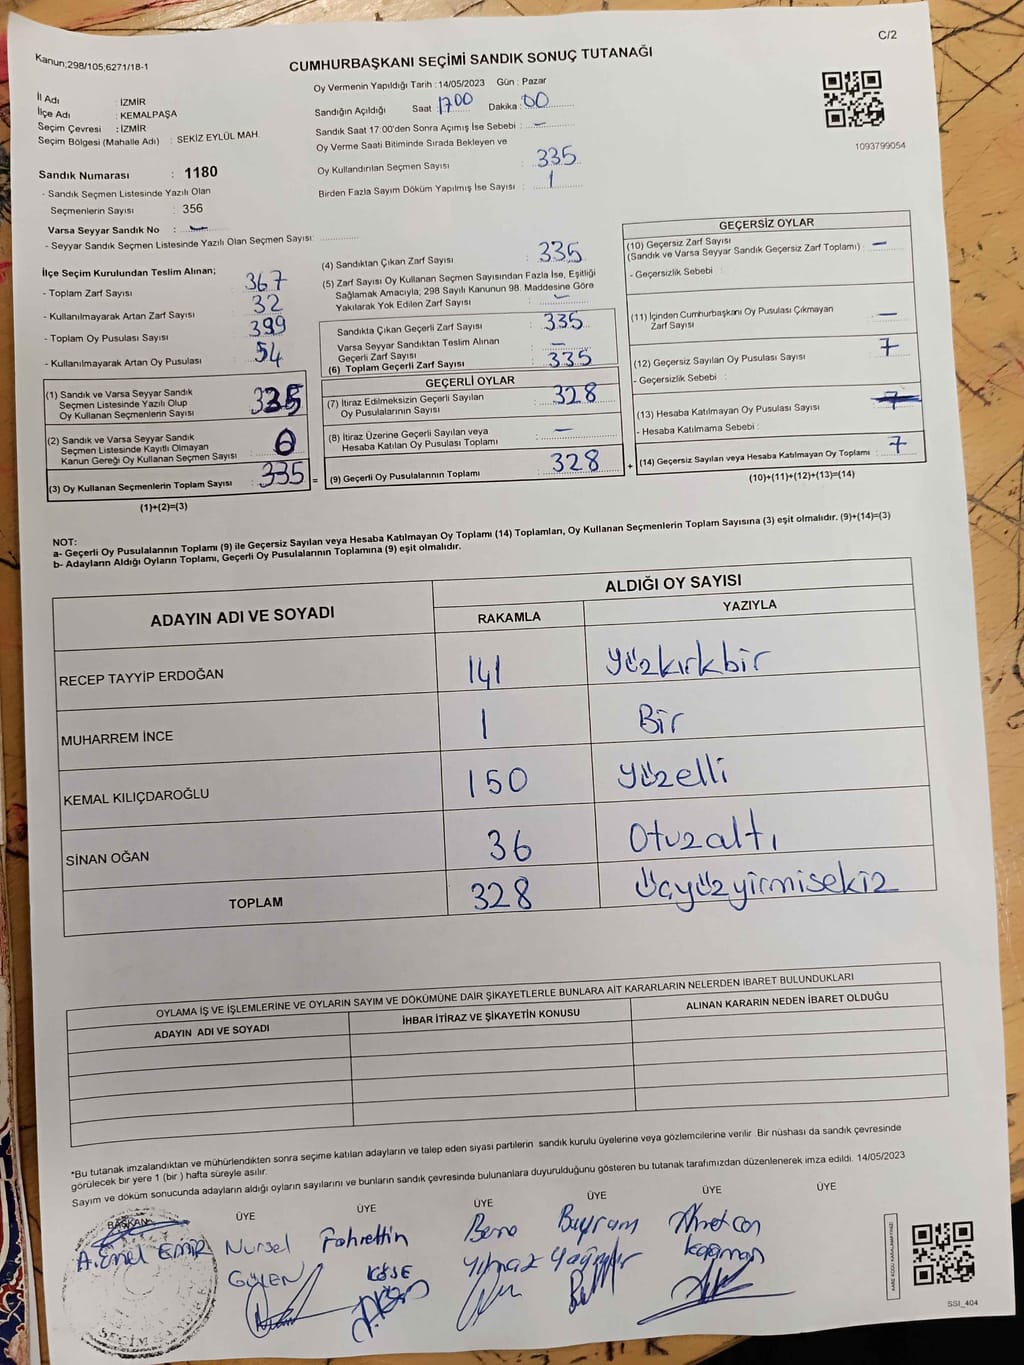 C/2
Kanun;298/105;6271/18-1
CUMHURBAŞKANI SEÇİMİ SANDIK SONUÇ TUTANAĞI
İl Adı : İZMİR
İlçe Adı : KEMALPAŞA
Seçim Çevresi : İZMİR
Seçim Bölgesi (Mahalle Adı) : SEKİZ EYLÜL MAH.
Sandık Numarası : 1180
- Sandık Seçmen Listesinde Yazılı Olan
Seçmenlerin Sayısı : 356
Varsa Seyyar Sandık No : -
- Seyyar Sandık Seçmen Listesinde Yazılı Olan Seçmen Sayısı:
Oy Vermenin Yapıldığı Tarih : 14/05/2023 Gün : Pazar
Sandığın Açıldığı Saat 1700 Dakika : 00
Sandık Saat 17:00'den Sonra Açımış İse Sebebi : -
Oy Verme Saati Bitiminde Sırada Bekleyen ve
Oy Kullandırılan Seçmen Sayısı : 335
Birden Fazla Sayım Döküm Yapılmış İse Sayısı : 1
1093799054
İlçe Seçim Kurulundan Teslim Alınan;
- Toplam Zarf Sayısı : 367
- Kullanılmayarak Artan Zarf Sayısı : 32
- Toplam Oy Pusulası Sayısı : 399
- Kullanılmayarak Artan Oy Pusulası : 54
(1) Sandık ve Varsa Seyyar Sandık
Seçmen Listesinde Yazılı Olup
Oy Kullanan Seçmenlerin Sayısı : 335
(2) Sandık ve Varsa Seyyar Sandık
Seçmen Listesinde Kayıtlı Olmayan
Kanun Gereği Oy Kullanan Seçmen Sayısı : 0
(3) Oy Kullanan Seçmenlerin Toplam Sayısı : 335 =
(1)+(2)=(3)
(4) Sandıktan Çıkan Zarf Sayısı : 335
(5) Zarf Sayısı Oy Kullanan Seçmen Sayısından Fazla İse, Eşitliği
Sağlamak Amacıyla; 298 Sayılı Kanunun 98. Maddesine Göre
Yakılarak Yok Edilen Zarf Sayısı : -
Sandıkta Çıkan Geçerli Zarf Sayısı : 335
Varsa Seyyar Sandıktan Teslim Alınan
Geçerli Zarf Sayısı : -
(6) Toplam Geçerli Zarf Sayısı : 335
GEÇERLİ OYLAR
(7) İtiraz Edilmeksizin Geçerli Sayılan
Oy Pusulalarının Sayısı : 328
(8) İtiraz Üzerine Geçerli Sayılan veya
Hesaba Katılan Oy Pusulası Toplamı : -
(9) Geçerli Oy Pusulalarının Toplamı : 328 +
GEÇERSİZ OYLAR
(10) Geçersiz Zarf Sayısı
(Sandık ve Varsa Seyyar Sandık Geçersiz Zarf Toplamı) : -
- Geçersizlik Sebebi :
(11) İçinden Cumhurbaşkanı Oy Pusulası Çıkmayan
Zarf Sayısı : -
(12) Geçersiz Sayılan Oy Pusulası Sayısı : 7
- Geçersizlik Sebebi :
(13) Hesaba Katılmayan Oy Pusulası Sayısı :
- Hesaba Katılmama Sebebi :
(14) Geçersiz Sayılan veya Hesaba Katılmayan Oy Toplamı : 7
(10)+(11)+(12)+(13)=(14)
NOT:
a- Geçerli Oy Pusulalarının Toplamı (9) ile Geçersiz Sayılan veya Hesaba Katılmayan Oy Toplamı (14) Toplamları, Oy Kullanan Seçmenlerin Toplam Sayısına (3) eşit olmalıdır. (9)+(14)=(3)
b- Adayların Aldığı Oyların Toplamı, Geçerli Oy Pusulalarının Toplamına (9) eşit olmalıdır.
ADAYIN ADI VE SOYADI ALDIĞI OY SAYISI
RAKAMLA YAZIYLA
RECEP TAYYİP ERDOĞAN 141 Yüzkırkbir
MUHARREM İNCE 1 Bir
KEMAL KILIÇDAROĞLU 150 Yüzelli
SİNAN OĞAN 36 Otuzaltı
TOPLAM 328 Üçyüzyirmisekiz
OYLAMA İŞ VE İŞLEMLERİNE VE OYLARIN SAYIM VE DÖKÜMÜNE DAİR ŞİKAYETLERLE BUNLARA AİT KARARLARIN NELERDEN İBARET BULUNDUKLARI
ADAYIN ADI VE SOYADI İHBAR İTİRAZ VE ŞİKAYETİN KONUSU ALINAN KARARIN NEDEN İBARET OLDUĞU
*Bu tutanak imzalandıktan ve mühürlendikten sonra seçime katılan adayların ve talep eden siyasi partilerin sandık kurulu üyelerine veya gözlemcilerine verilir. Bir nüshası da sandık çevresinde
görülecek bir yere 1 (bir ) hafta süreyle asılır.
Sayım ve döküm sonucunda adayların aldığı oyların sayılarını ve bunların sandık çevresinde bulunanlara duyurulduğunu gösteren bu tutanak tarafımızdan düzenlenerek imza edildi. 14/05/2023
BAŞKAN ÜYE ÜYE ÜYE ÜYE ÜYE ÜYE
A. Emir Nursel Fahrettin Bayram Ahmet can
GÜLEN KÖSE Yılmaz
SSI_404